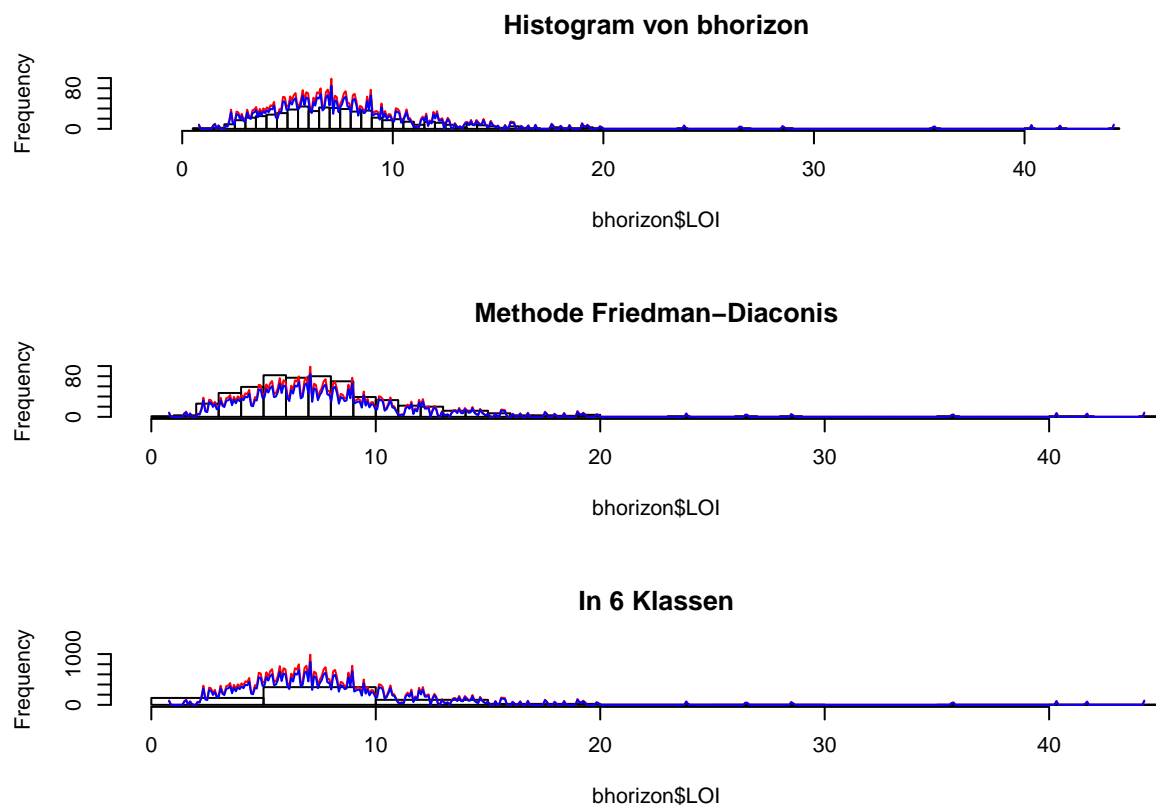 Histogram von bhorizon
Frequency
0 80
0 10 20 30 40
bhorizon$LOI
Methode Friedman−Diaconis
Frequency
0 80
0 10 20 30 40
bhorizon$LOI
In 6 Klassen
Frequency
0 1000
0 10 20 30 40
bhorizon$LOI